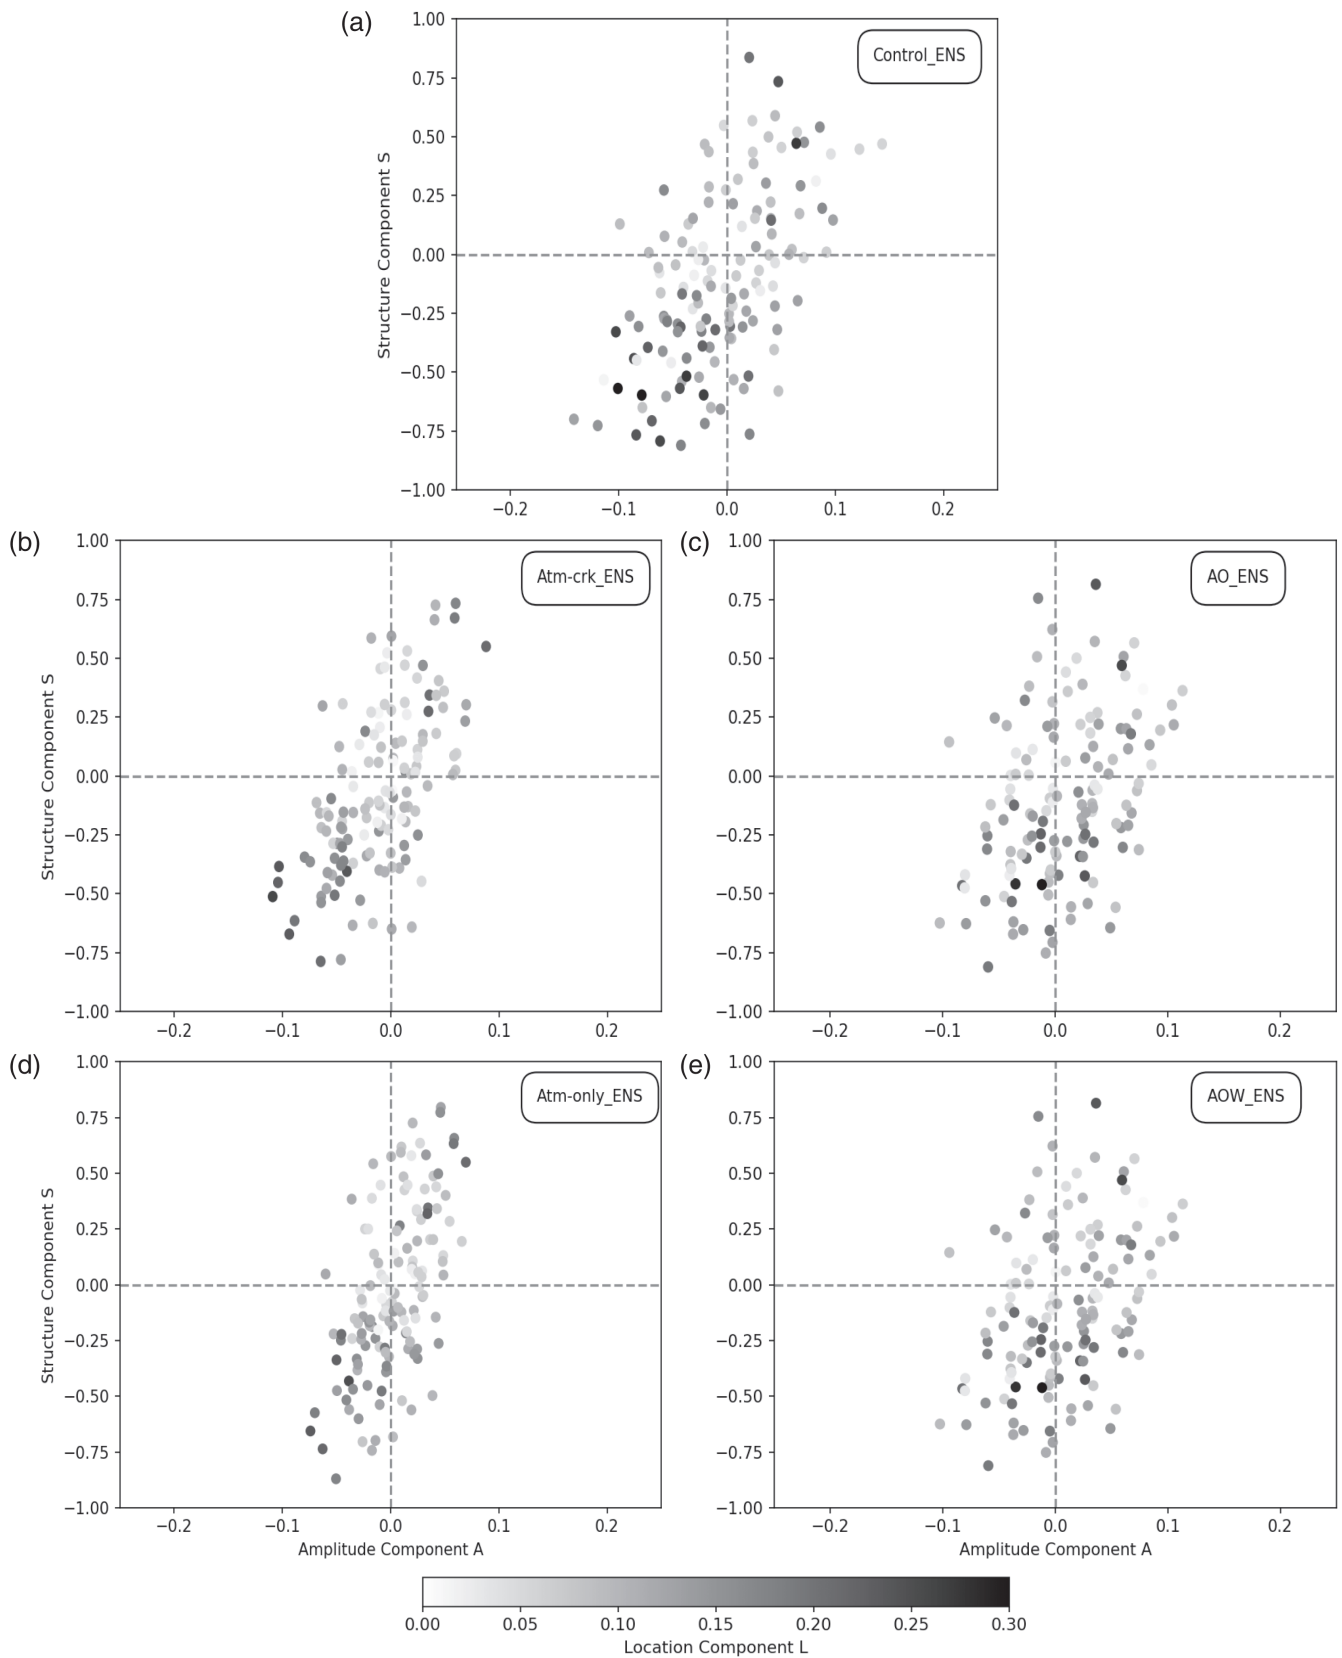 (a)
Control_ENS
Structure Component S
1.00
0.75
0.50
0.25
0.00
−0.25
−0.50
−0.75
−1.00
−0.2 −0.1 0.0 0.1 0.2
(b)
Atm-crk_ENS
Structure Component S
1.00
0.75
0.50
0.25
0.00
−0.25
−0.50
−0.75
−1.00
−0.2 −0.1 0.0 0.1 0.2
(c)
AO_ENS
1.00
0.75
0.50
0.25
0.00
−0.25
−0.50
−0.75
−1.00
−0.2 −0.1 0.0 0.1 0.2
(d)
Atm-only_ENS
Structure Component S
1.00
0.75
0.50
0.25
0.00
−0.25
−0.50
−0.75
−1.00
−0.2 −0.1 0.0 0.1 0.2
Amplitude Component A
(e)
AOW_ENS
1.00
0.75
0.50
0.25
0.00
−0.25
−0.50
−0.75
−1.00
−0.2 −0.1 0.0 0.1 0.2
Amplitude Component A
0.00 0.05 0.10 0.15 0.20 0.25 0.30
Location Component L